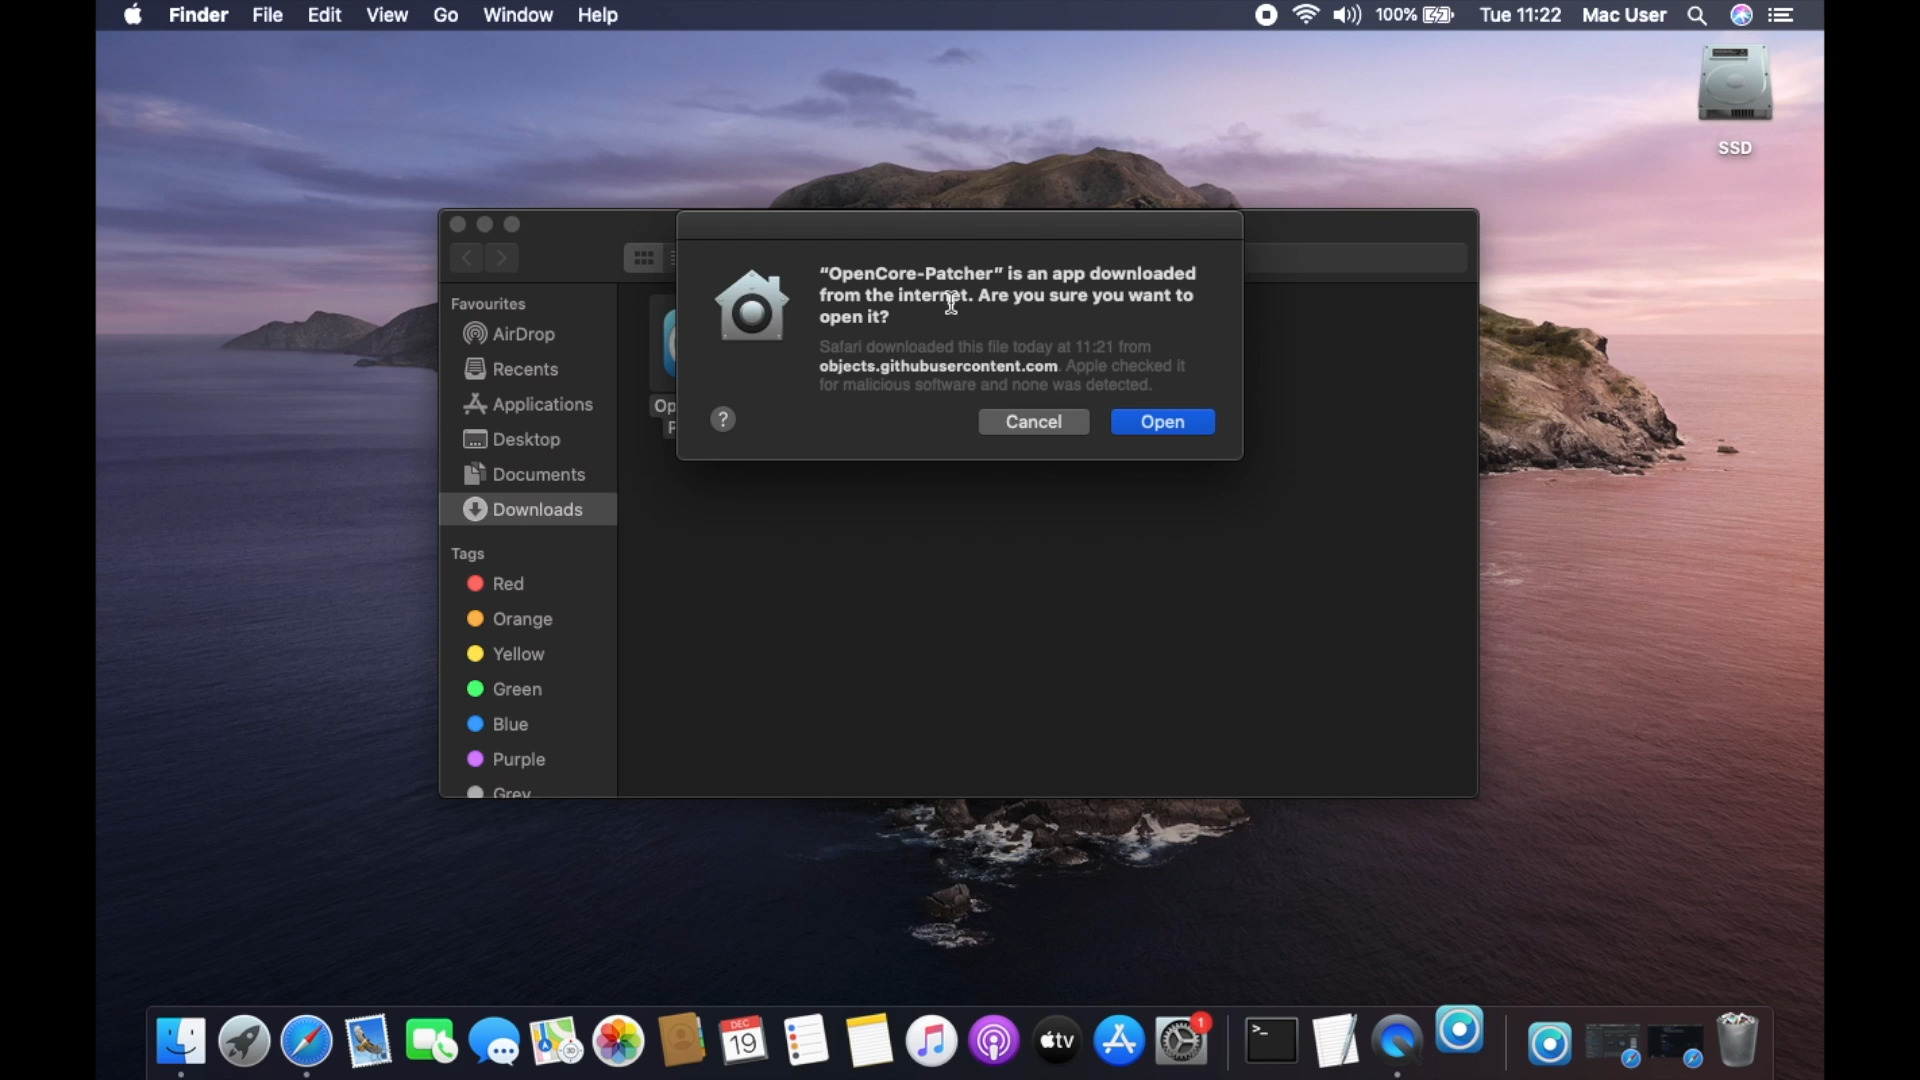 Finder File Edit View Go Window Help
100% Tue 11:22 Mac User
SSD
Favourites
AirDrop
Recents
Applications
Desktop
Documents
Downloads
Tags
Red
Orange
Yellow
Green
Blue
Purple
Grey
Op
"OpenCore-Patcher" is an app downloaded
from the internet. Are you sure you want to
open it?
Safari downloaded this file today at 11:21 from
objects.githubusercontent.com. Apple checked it
for malicious software and none was detected.
?
Cancel
Open
DEC
19
3D
tv
1
>_